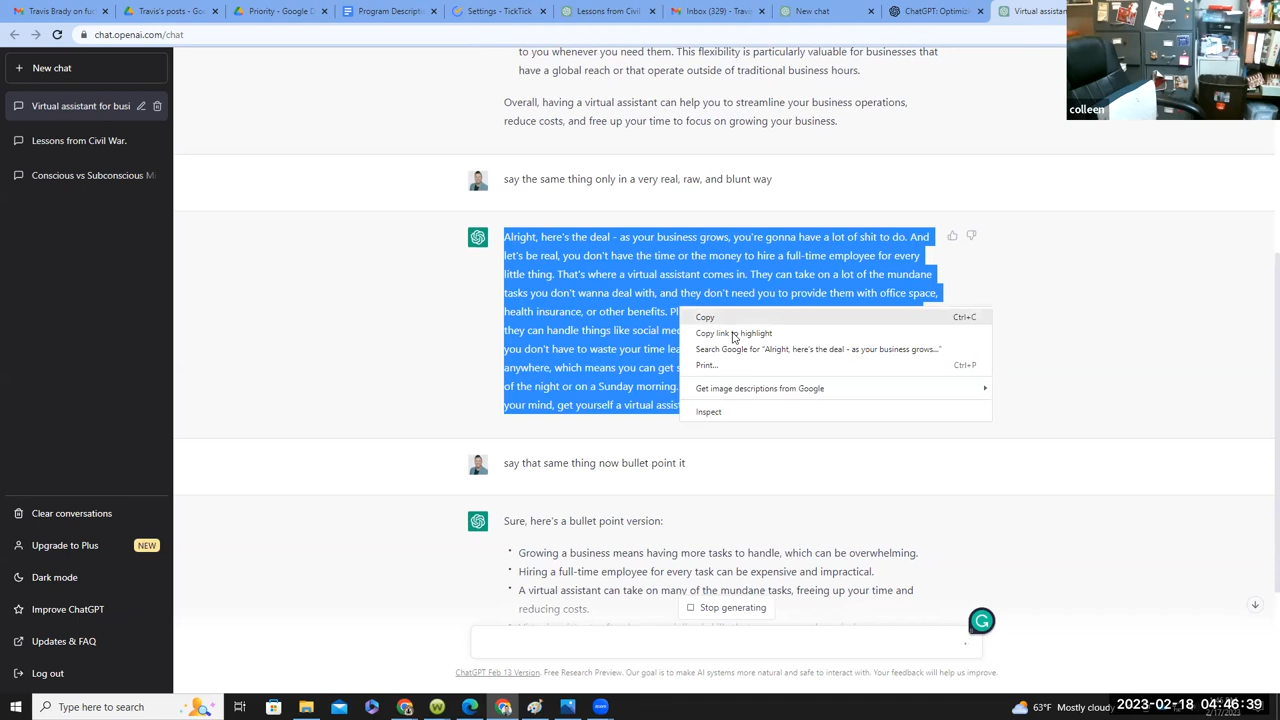 Travis Brady In
Travis's posts - Goo
Priority - Google D
Program Descriptio
Settings - TickTick
Lessons from Civil
Inbox (329) - Travis
New chat
ChatGPT: Optimizi
Virtual assistant
chat.openai.com/chat
colleen
New chat
Virtual assistant for busi
Lessons from Civil War.
Conscious vs Subconscious Mi
Clear conversations
Upgrade to Plus
NEW
Dark mode
Improve ChatGPT
Updates & FAQ
Log out
to you whenever you need them. This flexibility is particularly valuable for businesses that
have a global reach or that operate outside of traditional business hours.
Overall, having a virtual assistant can help you to streamline your business operations,
reduce costs, and free up your time to focus on growing your business.
say the same thing only in a very real, raw, and blunt way
Alright, here's the deal - as your business grows, you're gonna have a lot of shit to do. And
let's be real, you don't have the time or the money to hire a full-time employee for every
little thing. That's where a virtual assistant comes in. They can take on a lot of the mundane
tasks you don't wanna deal with, and they don't need you to provide them with office space,
health insurance, or other benefits. Pl
they can handle things like social med
you don't have to waste your time lea
anywhere, which means you can get s
of the night or on a Sunday morning.
your mind, get yourself a virtual assist
Copy Ctrl+C
Copy link to highlight
Search Google for "Alright, here's the deal - as your business grows..."
Print... Ctrl+P
Get image descriptions from Google
Inspect
say that same thing now bullet point it
Sure, here's a bullet point version:
• Growing a business means having more tasks to handle, which can be overwhelming.
• Hiring a full-time employee for every task can be expensive and impractical.
• A virtual assistant can take on many of the mundane tasks, freeing up your time and
reducing costs.
Stop generating
ChatGPT Feb 13 Version. Free Research Preview. Our goal is to make AI systems more natural and safe to interact with. Your feedback will help us improve.
Type here to search
63°F Mostly cloudy
2023-02-18 04:46:39